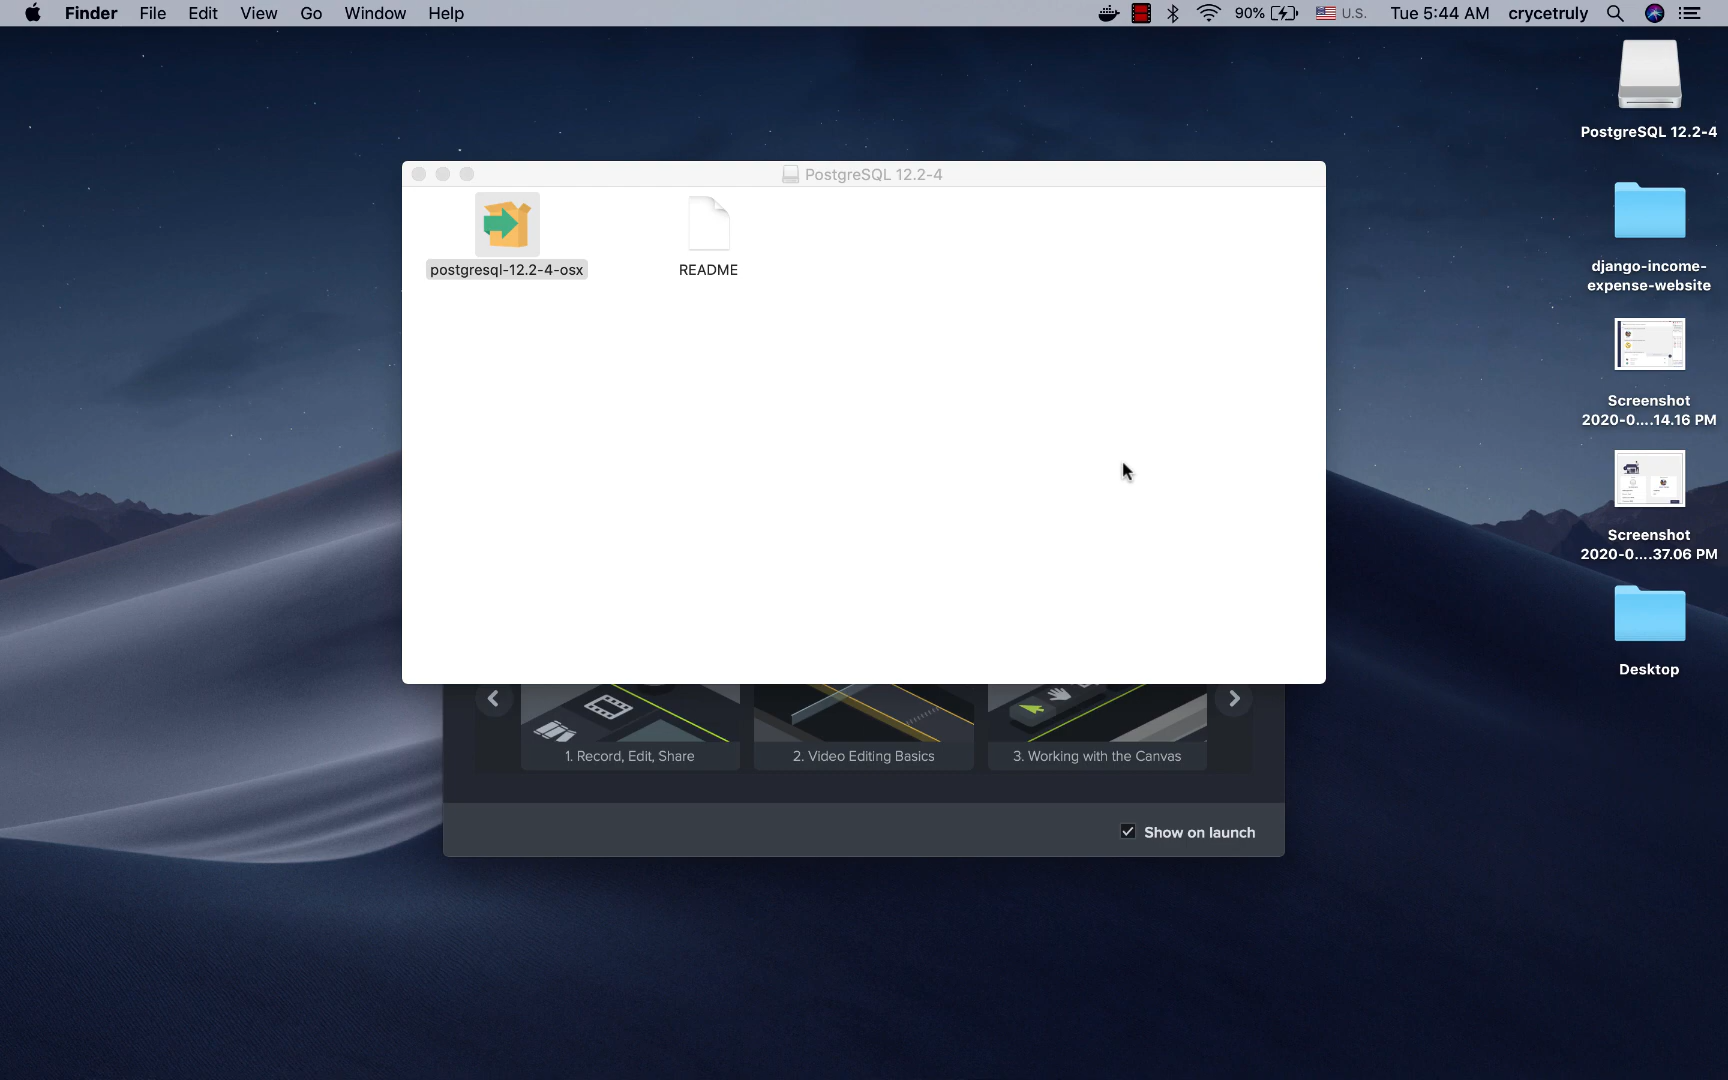 Finder File Edit View Go Window Help
90% U.S. Tue 5:44 AM crycetruly
PostgreSQL 12.2-4
PostgreSQL 12.2-4
postgresql-12.2-4-osx
README
django-income-
expense-website
Screenshot
2020-0....14.16 PM
Screenshot
2020-0....37.06 PM
Desktop
1. Record, Edit, Share
2. Video Editing Basics
3. Working with the Canvas
Show on launch